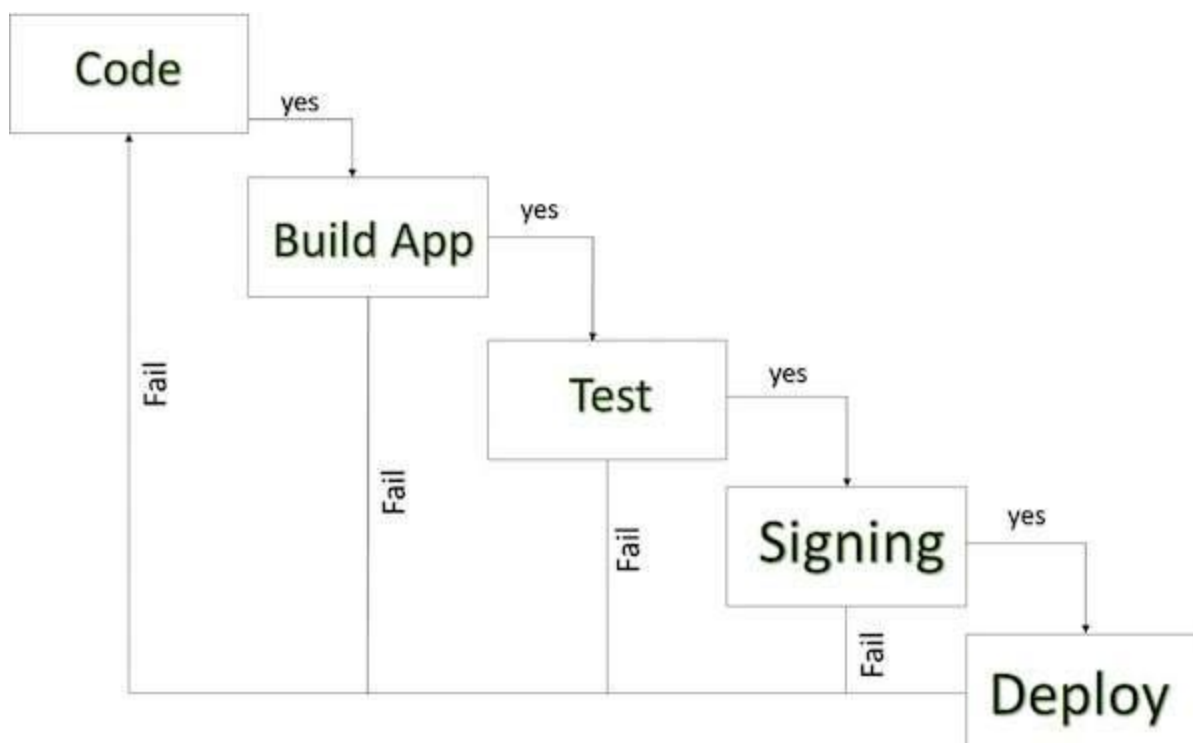 Code
yes
Build App
yes
Test
yes
Signing
yes
Deploy
Fail
Fail
Fail
Fail